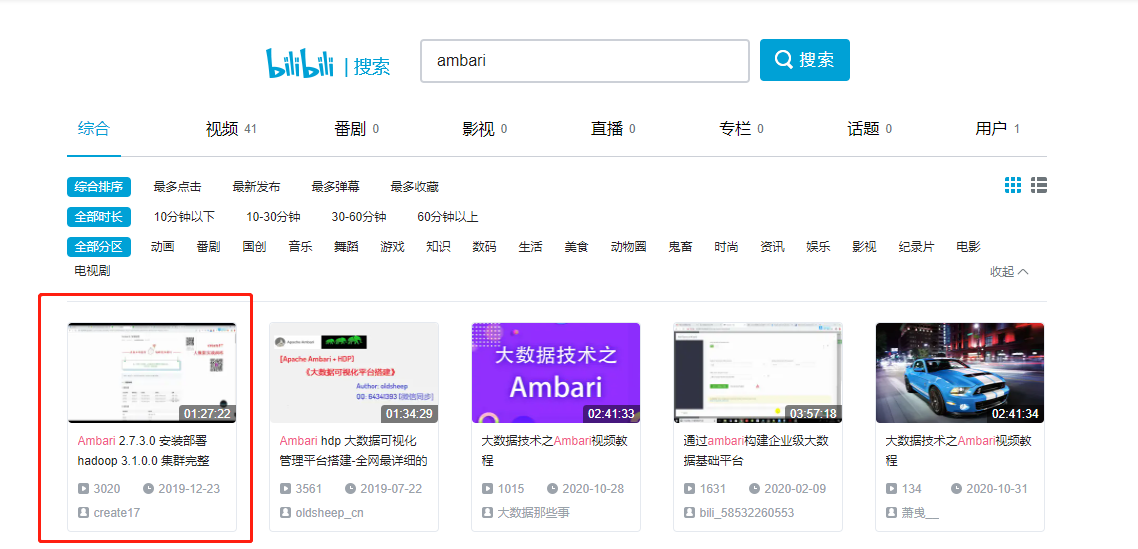 bilibili | 搜索
ambari
搜索
综合
视频 41
番剧 0
影视 0
直播 0
专栏 0
话题 0
用户 1
综合排序 最多点击 最新发布 最多弹幕 最多收藏
全部时长 10分钟以下 10-30分钟 30-60分钟 60分钟以上
全部分区 动画 番剧 国创 音乐 舞蹈 游戏 知识 数码 生活 美食 动物圈 鬼畜 时尚 资讯 娱乐 影视 纪录片 电影
电视剧
收起
01:27:22
Ambari 2.7.3.0 安装部署
hadoop 3.1.0.0 集群完整
3020 2019-12-23
create17
Apache Ambari
[Apache Ambari + HDP]
《大数据可视化平台搭建》
Author: oldsheep
QQ: 64341393 [微信同步]
01:34:29
Ambari hdp 大数据可视化
管理平台搭建-全网最详细的
3561 2019-07-22
oldsheep_cn
大数据技术之
Ambari
02:41:33
大数据技术之Ambari视频教
程
1015 2020-10-28
大数据那些事
03:57:18
通过ambari构建企业级大数
据基础平台
1631 2020-02-09
bili_58532260553
02:41:34
大数据技术之Ambari视频教
程
134 2020-10-31
萧曵__